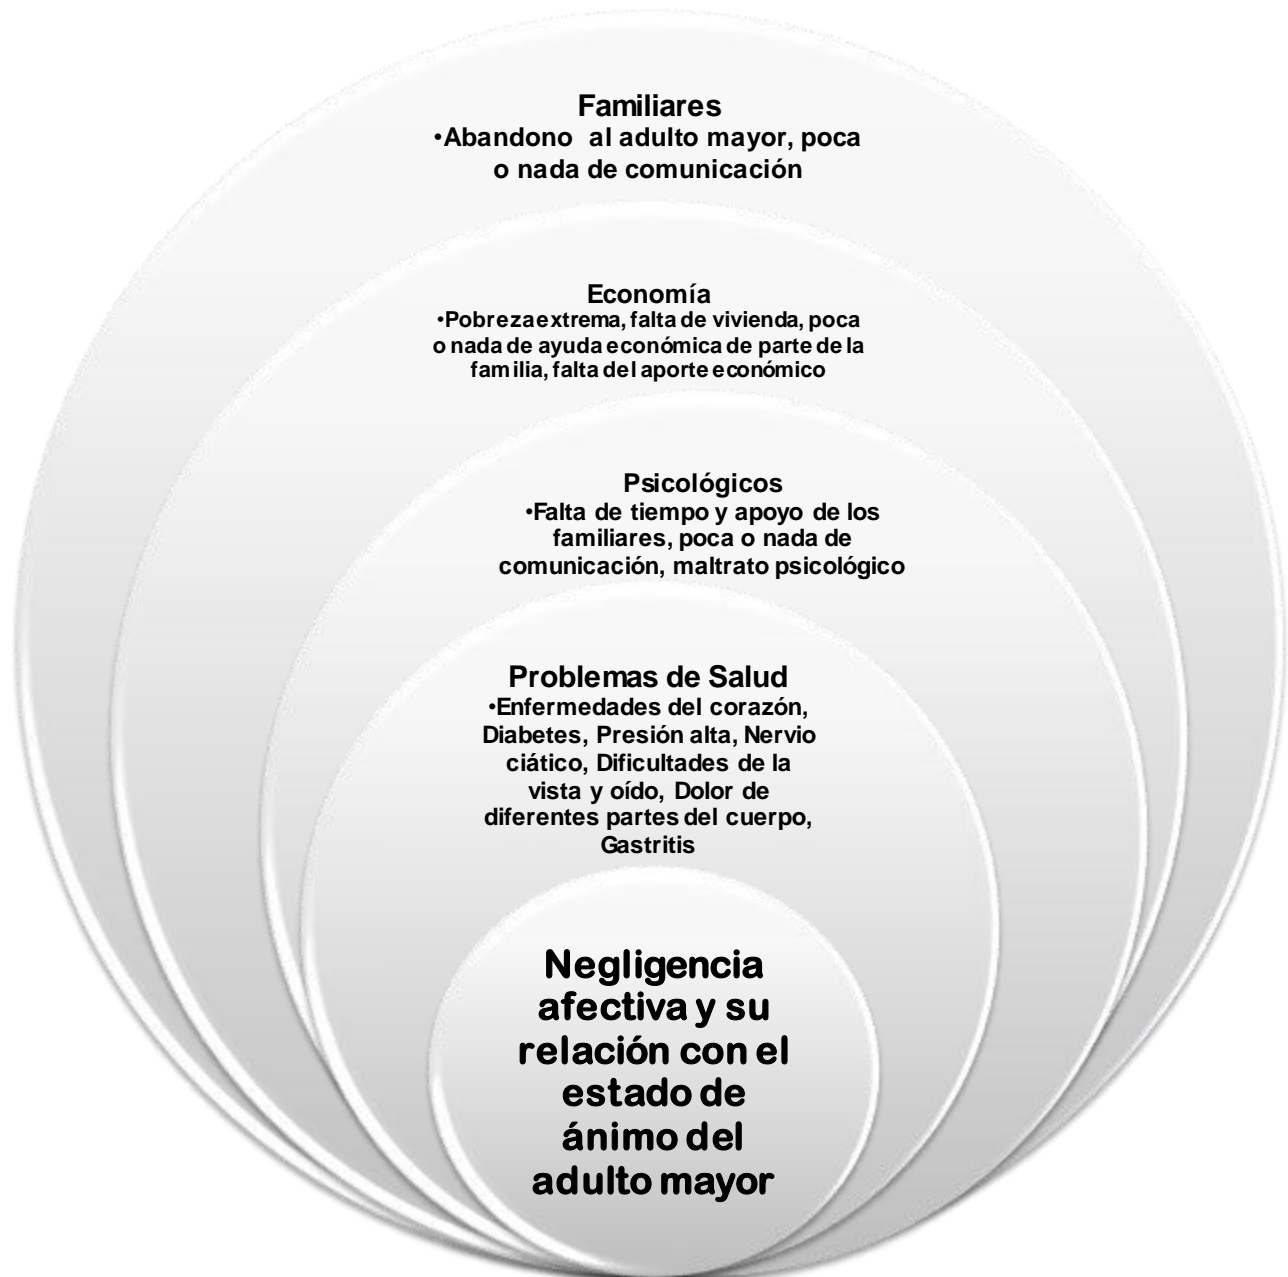 Familiares
•Abandono al adulto mayor, poca
o nada de comunicación
Economía
•Pobreza extrema, falta de vivienda, poca
o nada de ayuda económica de parte de la
familia, falta del aporte económico
Psicológicos
•Falta de tiempo y apoyo de los
familiares, poca o nada de
comunicación, maltrato psicológico
Problemas de Salud
•Enfermedades del corazón,
Diabetes, Presión alta, Nervio
ciático, Dificultades de la
vista y oído, Dolor de
diferentes partes del cuerpo,
Gastritis
Negligencia
afectiva y su
relación con el
estado de
ánimo del
adulto mayor